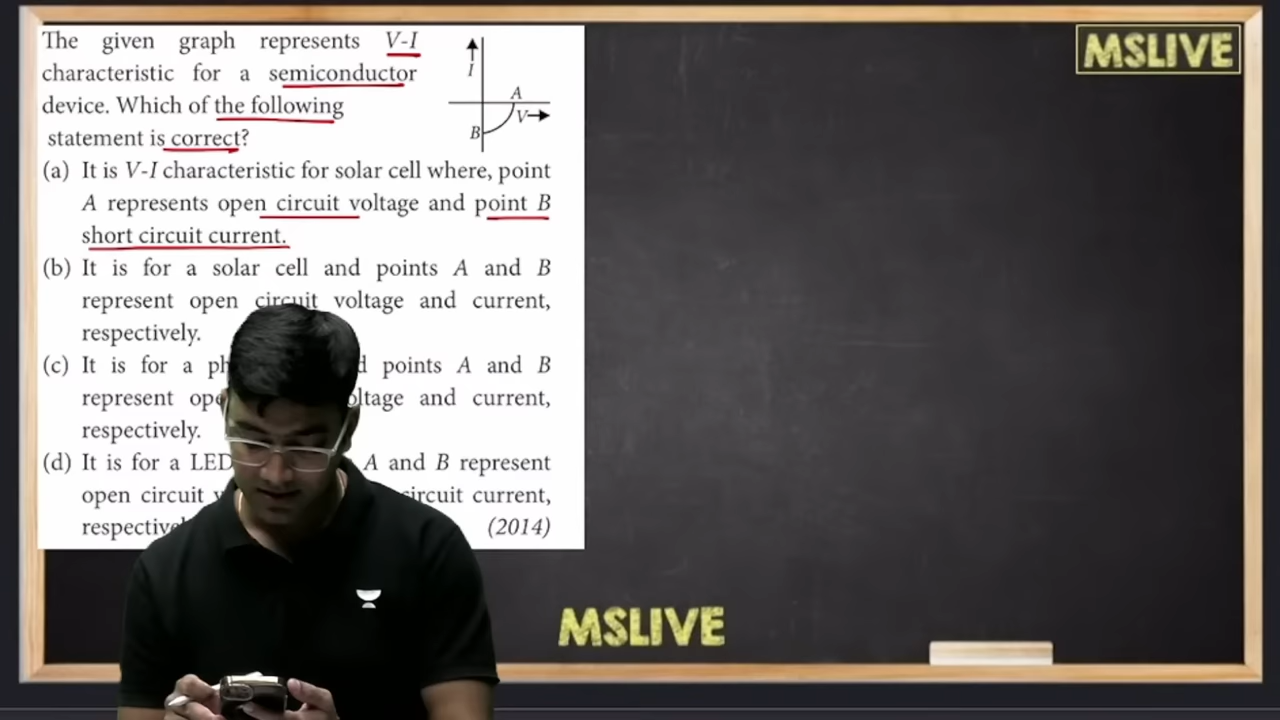 MSLIVE
The given graph represents V-I
characteristic for a semiconductor
device. Which of the following
statement is correct?
I
A
V
B
(a) It is V-I characteristic for solar cell where, point
A represents open circuit voltage and point B
short circuit current.
(b) It is for a solar cell and points A and B
represent open circuit voltage and current,
respectively.
(c) It is for a points A and B
represent voltage and current,
respectively.
(d) It is for a LED A and B represent
open circuit circuit current,
(2014)
MSLIVE